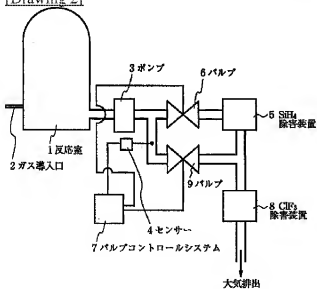 [Drawing 2]
3 ポンプ
6 バルブ
1 反応室
2 ガス導入口
5 SiH₄
除害装置
9 バルブ
4 センサー
7 バルブコントロールシステム
8 ClF₃
除害装置
大気排出